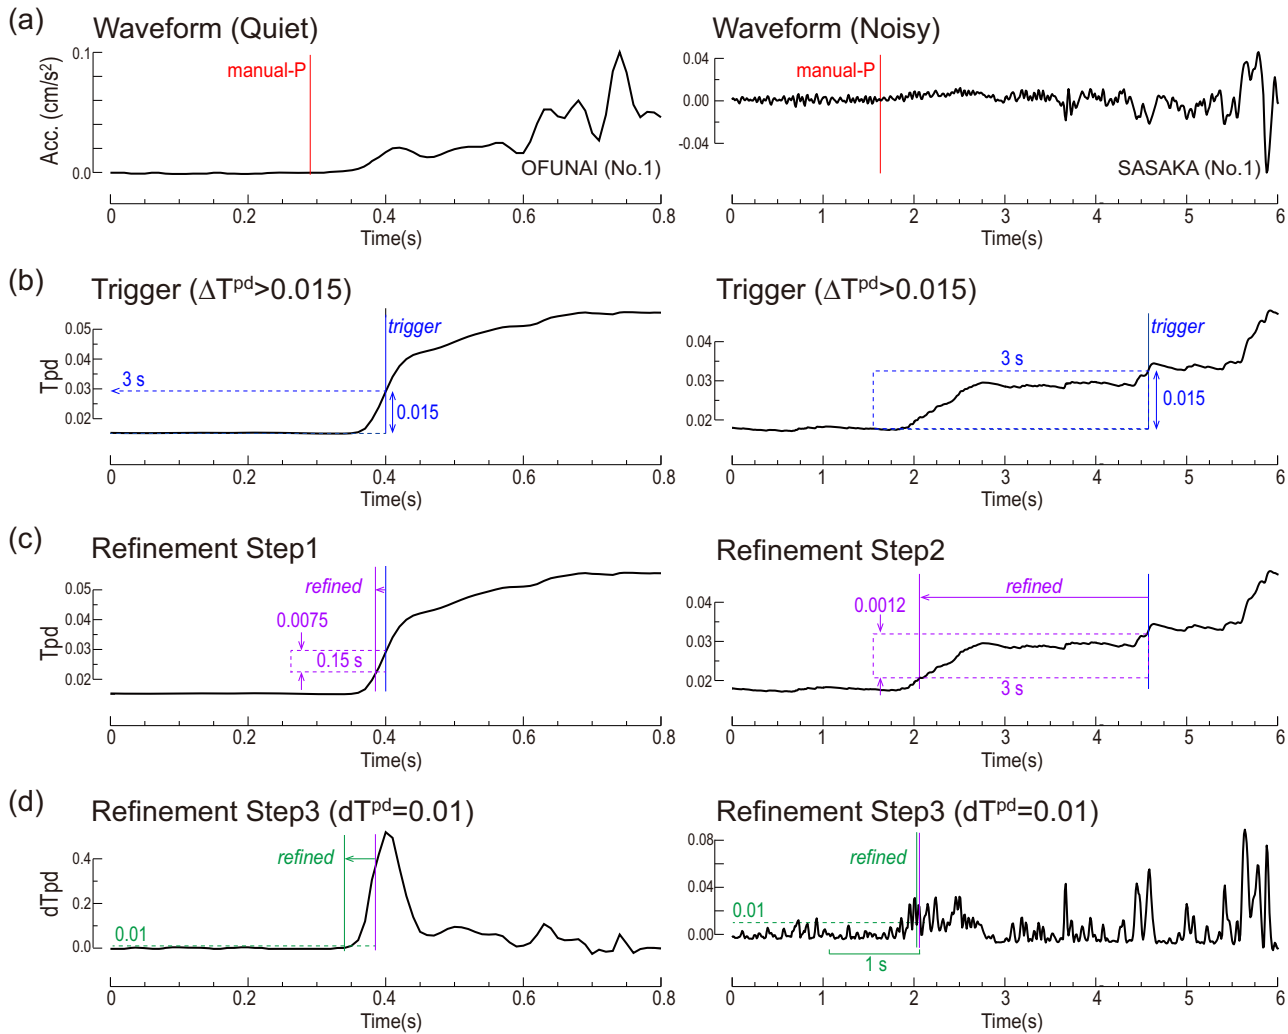 (a)
Waveform (Quiet)
Waveform (Noisy)
Acc. (cm/s²)
0.1
0.0
manual-P
OFUNAI (No.1)
0 0.2 0.4 0.6 0.8
Time(s)
0.04
0.00
-0.04
manual-P
SASAKA (No.1)
0 1 2 3 4 5 6
Time(s)
(b)
Trigger (ΔTᵖᵈ>0.015)
Trigger (ΔTᵖᵈ>0.015)
Tpd
0.05
0.04
0.03
0.02
trigger
3 s
0.015
0 0.2 0.4 0.6 0.8
Time(s)
0.04
0.03
0.02
trigger
3 s
0.015
0 1 2 3 4 5 6
Time(s)
(c)
Refinement Step1
Refinement Step2
Tpd
0.05
0.04
0.03
0.02
refined
0.0075
0.15 s
0 0.2 0.4 0.6 0.8
Time(s)
0.04
0.03
0.02
0.0012
refined
3 s
0 1 2 3 4 5 6
Time(s)
(d)
Refinement Step3 (dTᵖᵈ=0.01)
Refinement Step3 (dTᵖᵈ=0.01)
dTpd
0.4
0.2
0.0
refined
0.01
0 0.2 0.4 0.6 0.8
Time(s)
0.08
0.04
0.00
refined
0.01
1 s
0 1 2 3 4 5 6
Time(s)